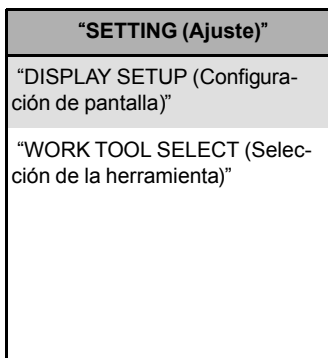 “SETTING (Ajuste)”
“DISPLAY SETUP (Configura-
ción de pantalla)”
“WORK TOOL SELECT (Selec-
ción de la herramienta)”